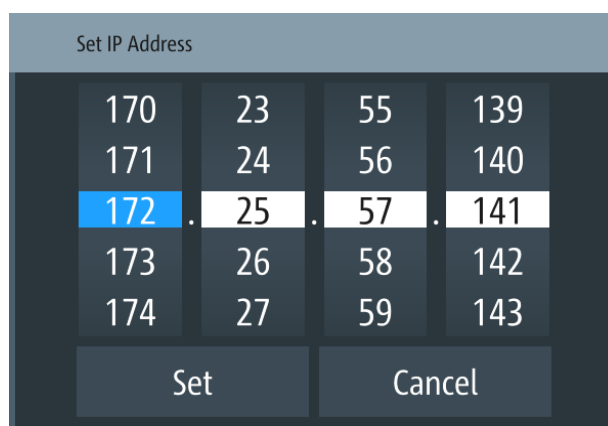 Set IP Address
170 23 55 139
171 24 56 140
172 . 25 . 57 . 141
173 26 58 142
174 27 59 143
Set Cancel